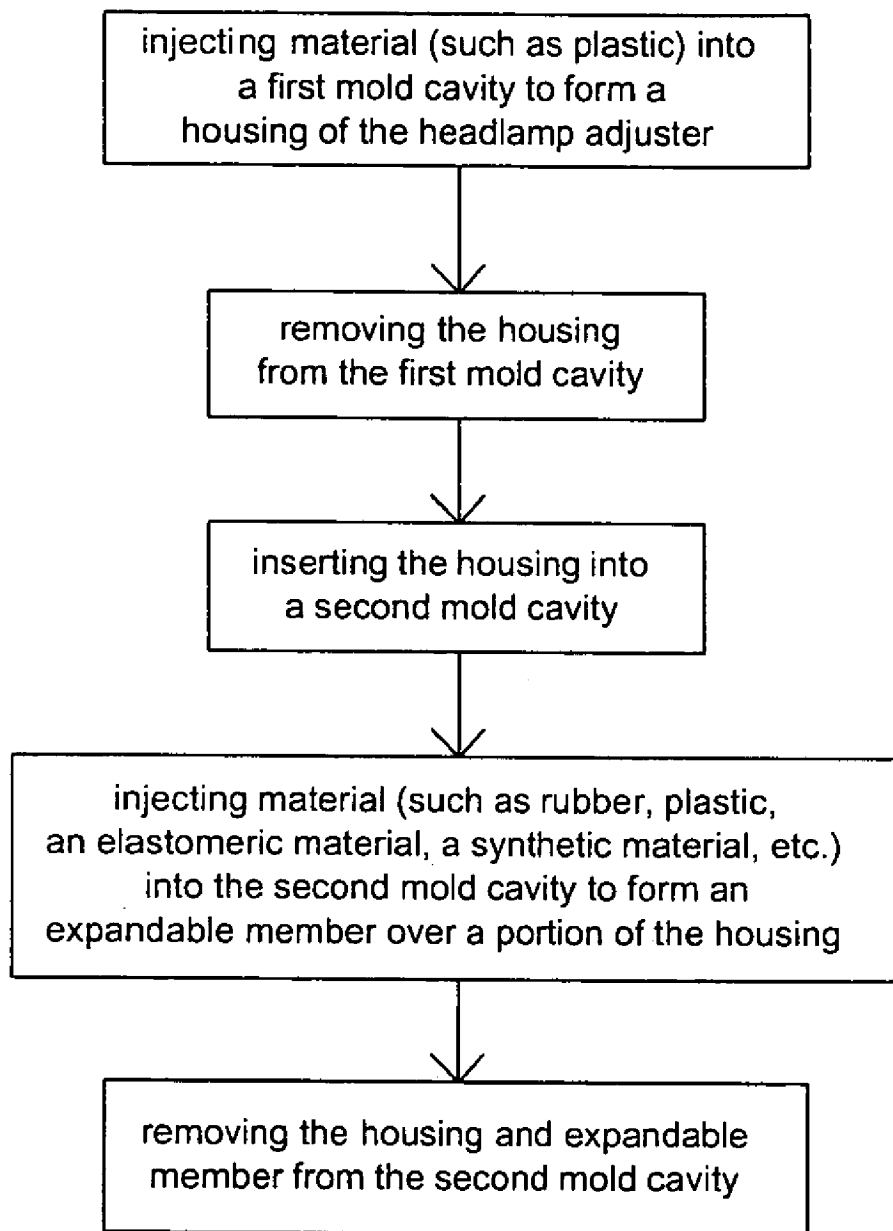 injecting material (such as plastic) into
a first mold cavity to form a
housing of the headlamp adjuster
removing the housing
from the first mold cavity
inserting the housing into
a second mold cavity
injecting material (such as rubber, plastic,
an elastomeric material, a synthetic material, etc.)
into the second mold cavity to form an
expandable member over a portion of the housing
removing the housing and expandable
member from the second mold cavity